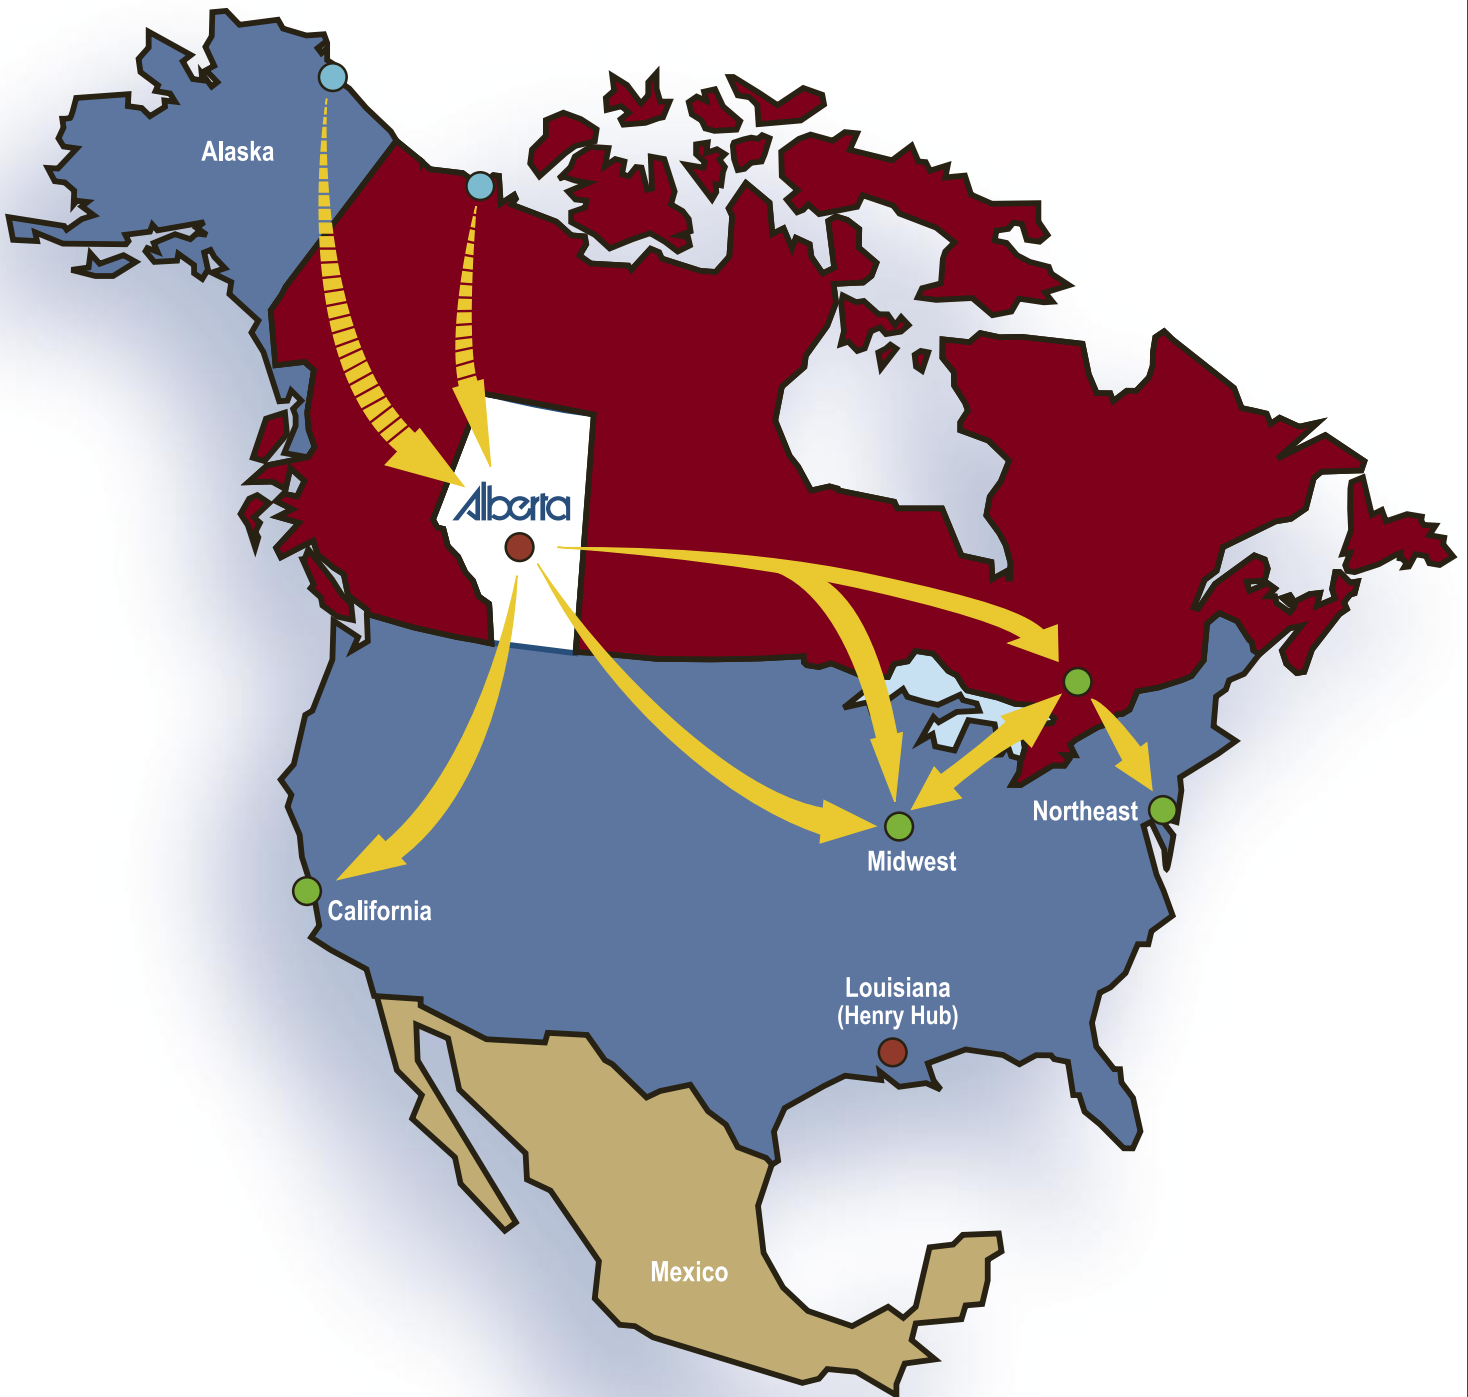 Alaska
Alberta
Northeast
Midwest
California
Louisiana
(Henry Hub)
Mexico